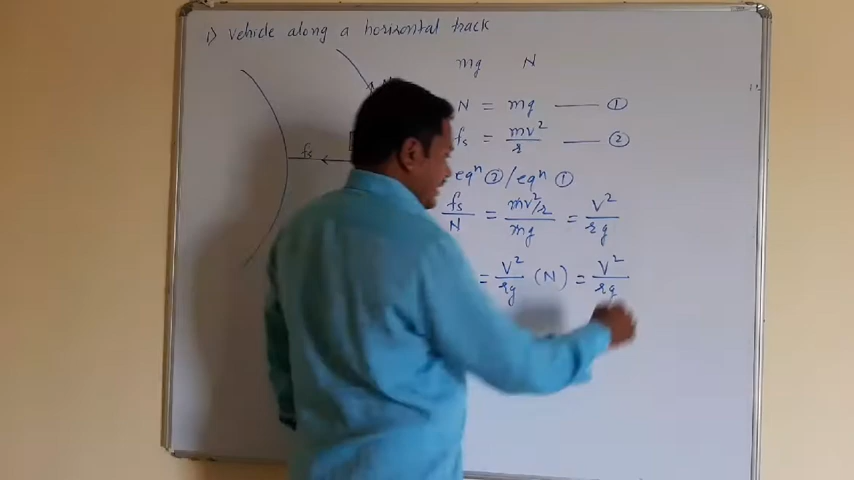 i) Vehicle along a horizontal track
mg N
N = mg —— ①
fs = mv²/r —— ②
eqⁿ ②/eqⁿ ①
fs/N = (mv²/r)/mg = V²/rg
= V²/rg (N) = V²/rg
fs